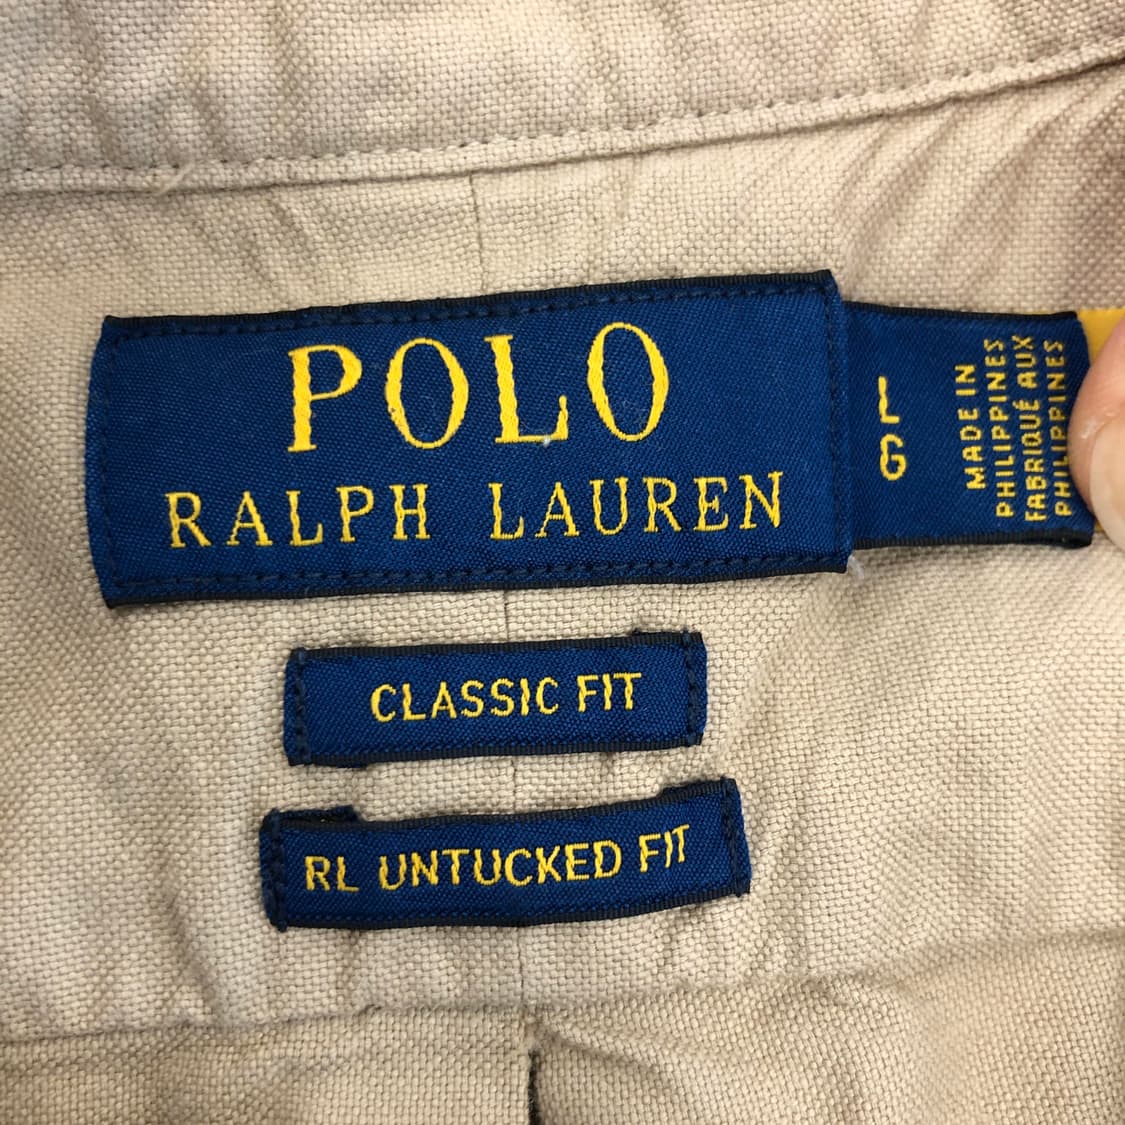 POLO
RALPH LAUREN
L
G
MADE IN
PHILIPPINES
FABRIQUÉ AUX
PHILIPPINES
CLASSIC FIT
RL UNTUCKED FIT